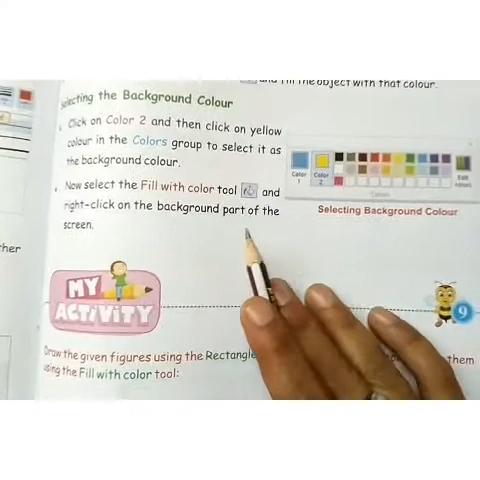 and fill the object with that colour.
Selecting the Background Colour
Click on Color 2 and then click on yellow
colour in the Colors group to select it as
the background colour.
Now select the Fill with color tool and
right-click on the background part of the
screen.
Color 1
Color 2
Edit colors
Colors
Selecting Background Colour
ther
MY
ACTIVITY
9
Draw the given figures using the Rectangle
them
using the Fill with color tool: